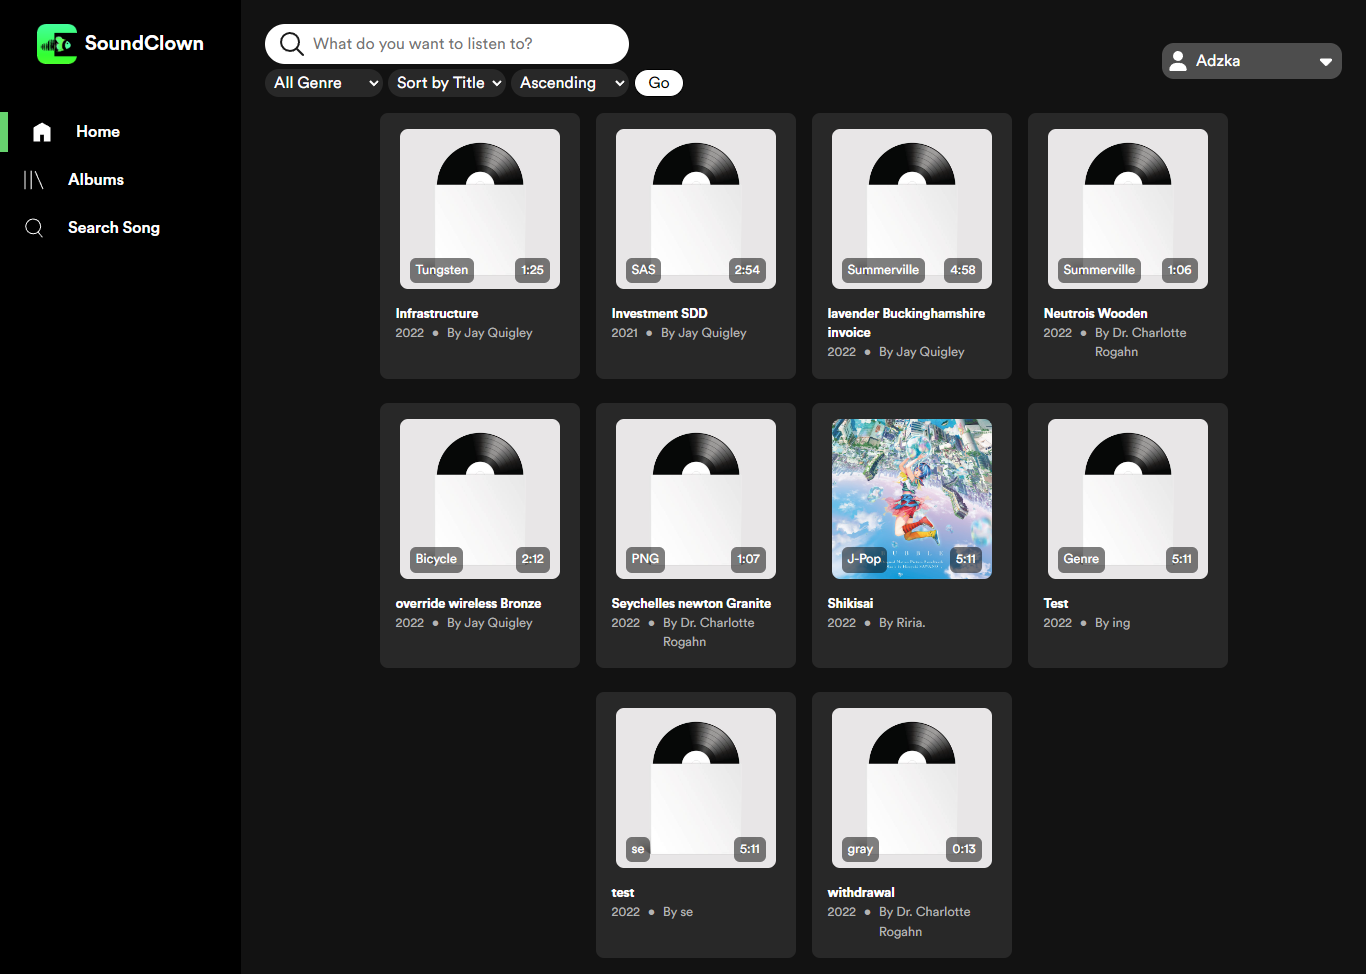 SoundClown
What do you want to listen to?
Adzka
All Genre Sort by Title Ascending Go
Home
Albums
Search Song
Tungsten 1:25
Infrastructure
2022 • By Jay Quigley
SAS 2:54
Investment SDD
2021 • By Jay Quigley
Summerville 4:58
lavender Buckinghamshire
invoice
2022 • By Jay Quigley
Summerville 1:06
Neutrois Wooden
2022 • By Dr. Charlotte
Rogahn
Bicycle 2:12
override wireless Bronze
2022 • By Jay Quigley
PNG 1:07
Seychelles newton Granite
2022 • By Dr. Charlotte
Rogahn
J-Pop 5:11
Shikisai
2022 • By Riria.
Genre 5:11
Test
2022 • By ing
se 5:11
test
2022 • By se
gray 0:13
withdrawal
2022 • By Dr. Charlotte
Rogahn